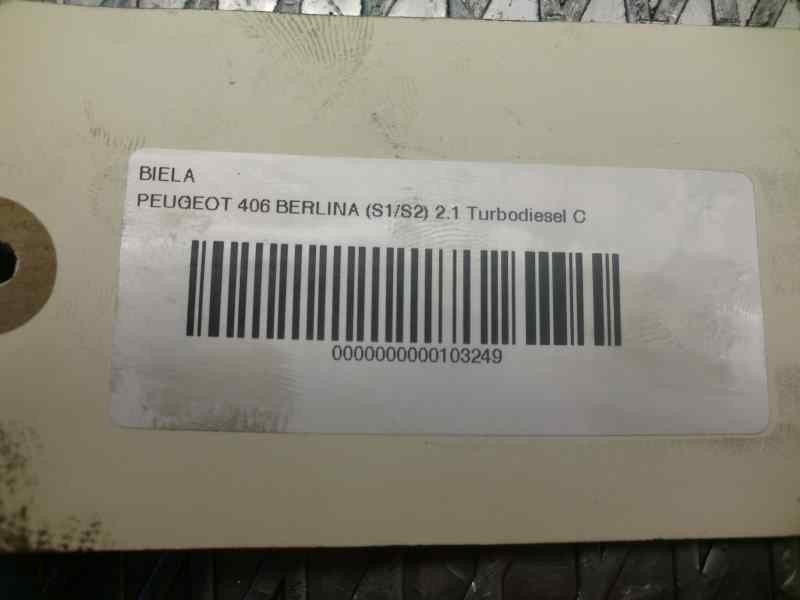 BIELA
PEUGEOT 406 BERLINA (S1/S2) 2.1 Turbodiesel C
0000000000103249